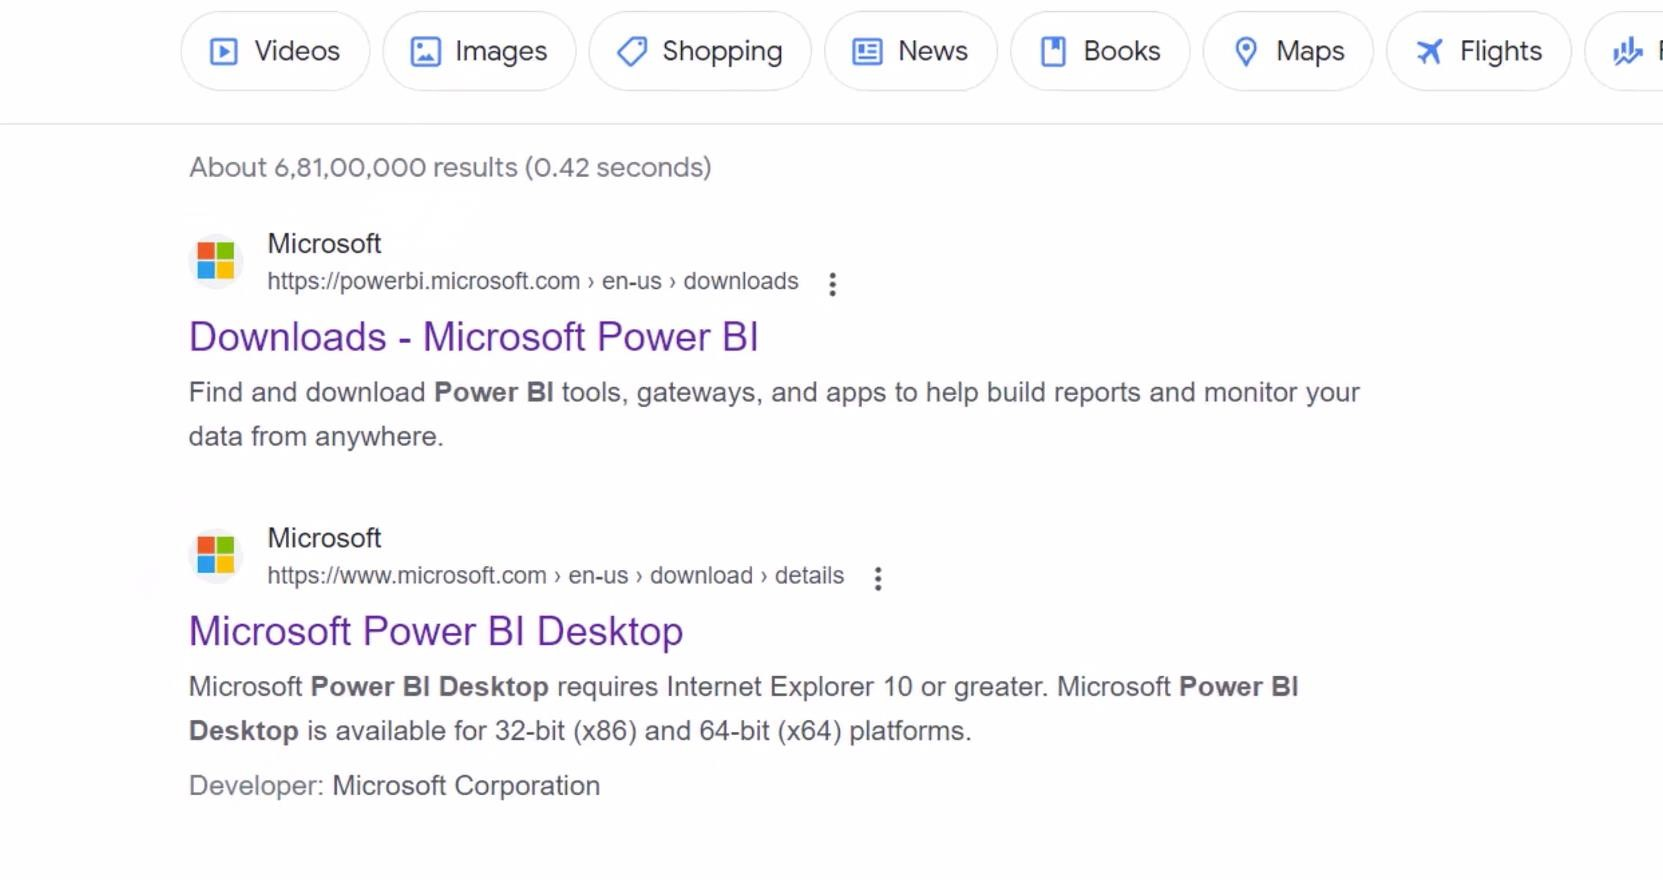 Videos Images Shopping News Books Maps Flights
About 6,81,00,000 results (0.42 seconds)
Microsoft
https://powerbi.microsoft.com › en-us › downloads
Downloads - Microsoft Power BI
Find and download Power BI tools, gateways, and apps to help build reports and monitor your
data from anywhere.
Microsoft
https://www.microsoft.com › en-us › download › details
Microsoft Power BI Desktop
Microsoft Power BI Desktop requires Internet Explorer 10 or greater. Microsoft Power BI
Desktop is available for 32-bit (x86) and 64-bit (x64) platforms.
Developer: Microsoft Corporation